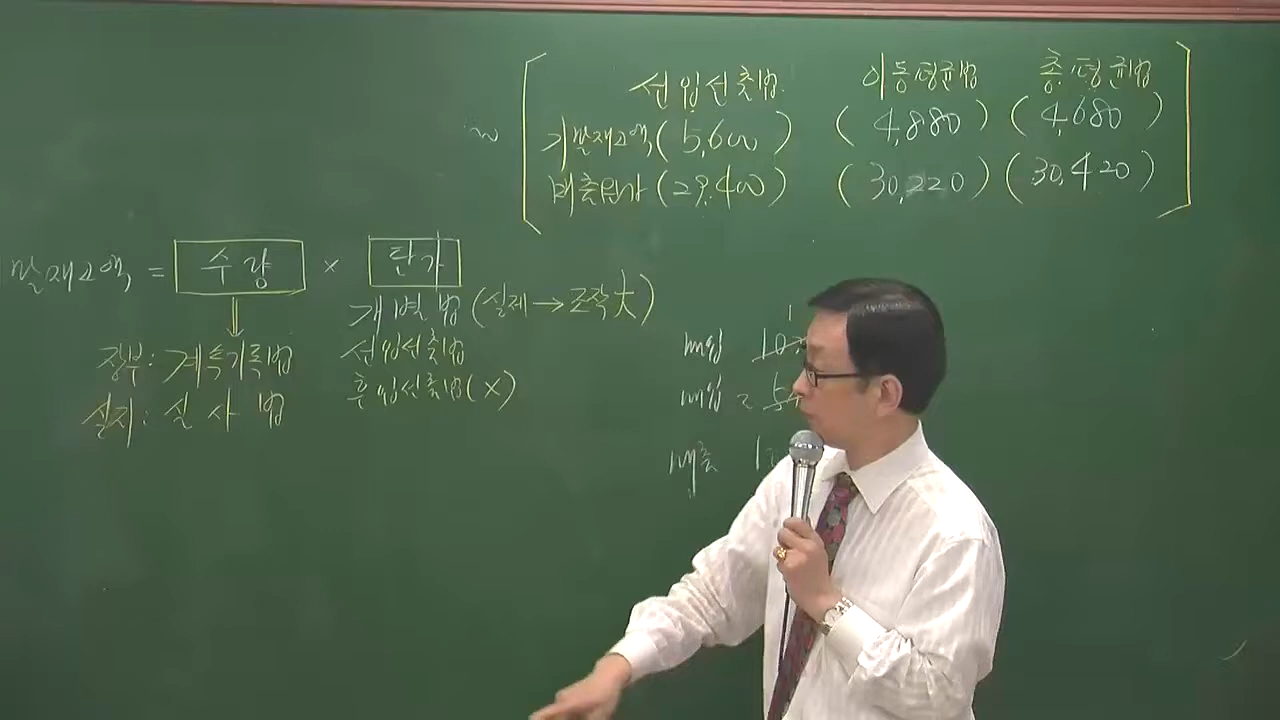 선입선출법 이동평균법 총평균법
~ 기말재고액 (5,600) (4,880) (4,680)
매출원가 (29,400) (30,220) (30,420)
말재고액 = 수량 × 단가
개별법 (실제→조작大)
장부: 계속기록법 선입선출법
실지: 실사법 후입선출법(×)
매입 10
매입 2 5
매출 1